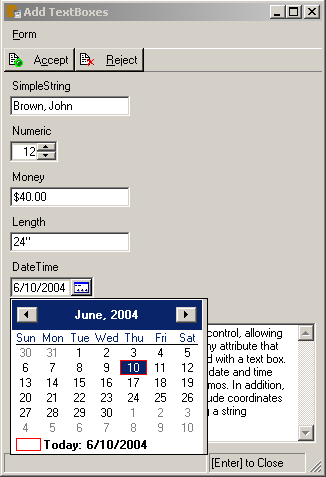 Add TextBoxes
Form
Accept Reject
SimpleString
Brown, John
Numeric
12
Money
$40.00
Length
24"
DateTime
6/10/2004
June, 2004
Sun Mon Tue Wed Thu Fri Sat
30 31 1 2 3 4 5
6 7 8 9 10 11 12
13 14 15 16 17 18 19
20 21 22 23 24 25 26
27 28 29 30 1 2 3
4 5 6 7 8 9 10
Today: 6/10/2004
control, allowing
ny attribute that
d with a text box.
date and time
mos. In addition,
ude coordinates
g a string
[Enter] to Close